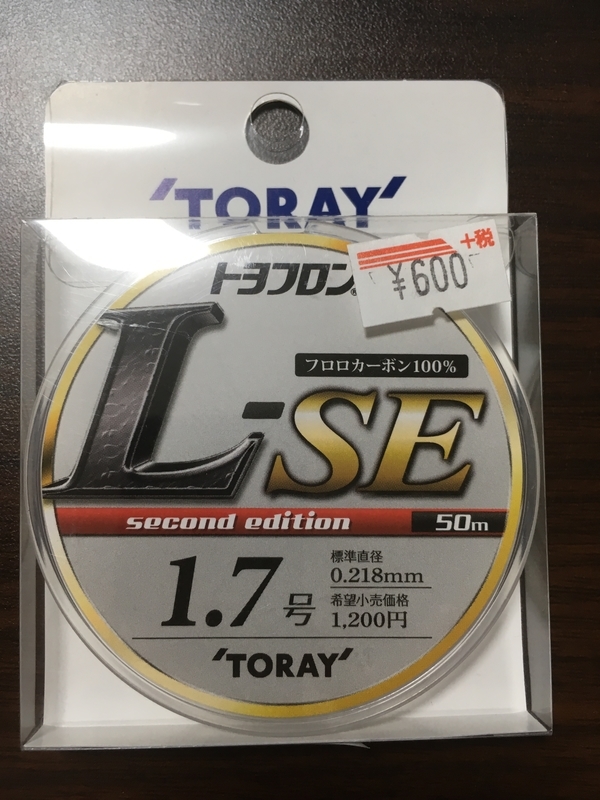 'TORAY'
+税
¥600
トヨフロン®
L-SE
フロロカーボン100%
second edition
50m
1.7号
標準直径
0.218mm
希望小売価格
1,200円
'TORAY'